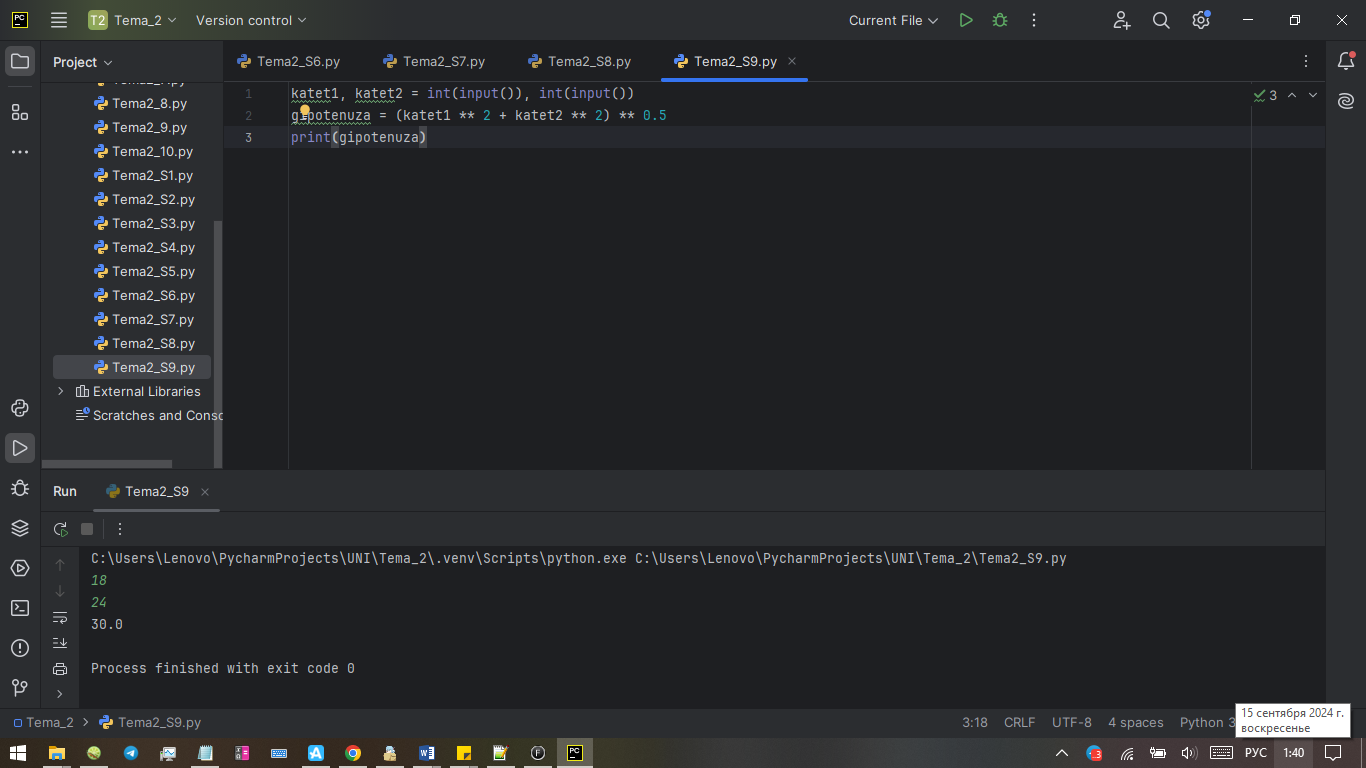 PC T2 Tema_2 Version control Current File
Project
Tema2_S6.py Tema2_S7.py Tema2_S8.py Tema2_S9.py
Tema2_8.py
Tema2_9.py
Tema2_10.py
Tema2_S1.py
Tema2_S2.py
Tema2_S3.py
Tema2_S4.py
Tema2_S5.py
Tema2_S6.py
Tema2_S7.py
Tema2_S8.py
Tema2_S9.py
External Libraries
Scratches and Consc
1 katet1, katet2 = int(input()), int(input())
2 gipotenuza = (katet1 ** 2 + katet2 ** 2) ** 0.5
3 print(gipotenuza)
3
Run Tema2_S9
C:\Users\Lenovo\PycharmProjects\UNI\Tema_2\.venv\Scripts\python.exe C:\Users\Lenovo\PycharmProjects\UNI\Tema_2\Tema2_S9.py
18
24
30.0
Process finished with exit code 0
Tema_2 Tema2_S9.py 3:18 CRLF UTF-8 4 spaces Python 3
15 сентября 2024 г.
воскресенье
РУС 1:40